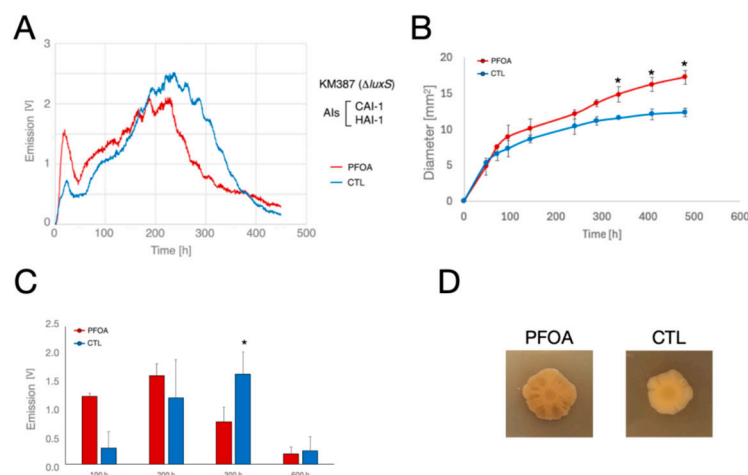 A
3
2
1
0
Emission [V]
0 100 200 300 400 500
Time [h]
KM387 (ΔluxS)
AIs
CAI-1
HAI-1
PFOA
CTL
B
20
15
10
5
0
Diameter [mm²]
PFOA
CTL
* * *
0 100 200 300 400 500 600
Time [h]
C
2.5
2.0
1.5
1.0
0.5
0.0
Emission [V]
PFOA
CTL
*
D
PFOA CTL